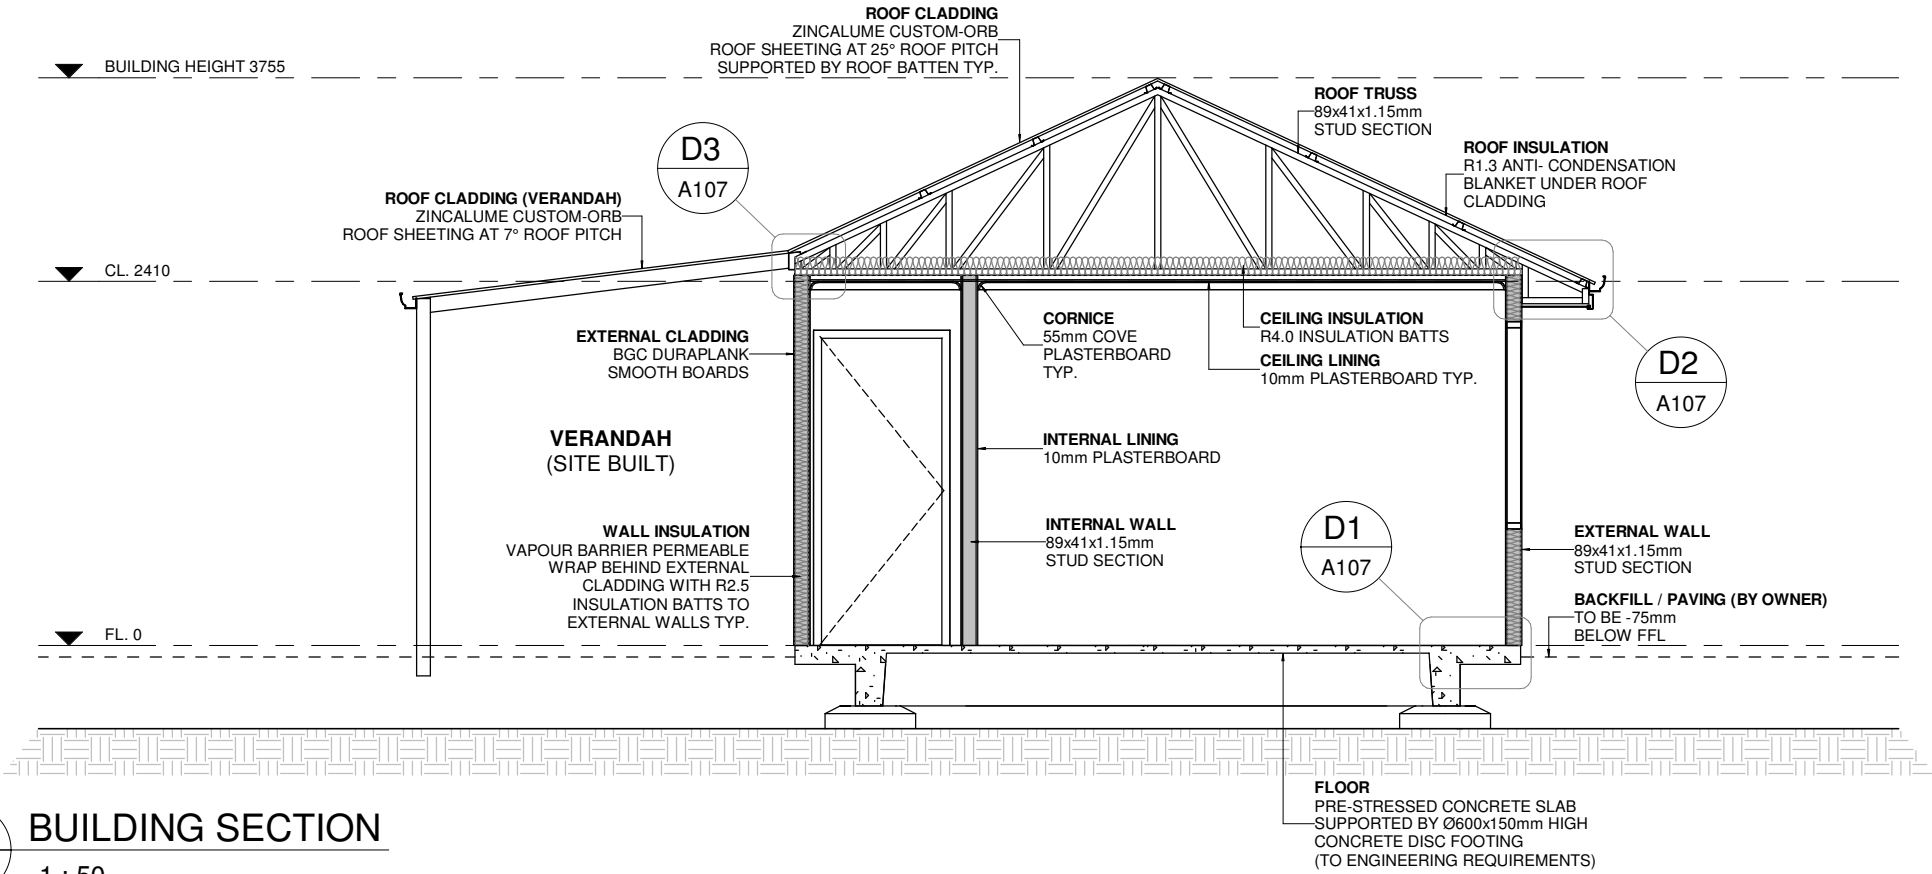 ROOF CLADDING
ZINCALUME CUSTOM-ORB
ROOF SHEETING AT 25° ROOF PITCH
SUPPORTED BY ROOF BATTEN TYP.
BUILDING HEIGHT 3755
ROOF TRUSS
89x41x1.15mm
STUD SECTION
D3
A107
ROOF INSULATION
R1.3 ANTI- CONDENSATION
BLANKET UNDER ROOF
CLADDING
ROOF CLADDING (VERANDAH)
ZINCALUME CUSTOM-ORB
ROOF SHEETING AT 7° ROOF PITCH
CL. 2410
EXTERNAL CLADDING
BGC DURAPLANK
SMOOTH BOARDS
CORNICE
55mm COVE
PLASTERBOARD
TYP.
CEILING INSULATION
R4.0 INSULATION BATTS
CEILING LINING
10mm PLASTERBOARD TYP.
D2
A107
VERANDAH
(SITE BUILT)
INTERNAL LINING
10mm PLASTERBOARD
WALL INSULATION
VAPOUR BARRIER PERMEABLE
WRAP BEHIND EXTERNAL
CLADDING WITH R2.5
INSULATION BATTS TO
EXTERNAL WALLS TYP.
INTERNAL WALL
89x41x1.15mm
STUD SECTION
D1
A107
EXTERNAL WALL
89x41x1.15mm
STUD SECTION
BACKFILL / PAVING (BY OWNER)
TO BE -75mm
BELOW FFL
FL. 0
FLOOR
PRE-STRESSED CONCRETE SLAB
SUPPORTED BY Ø600x150mm HIGH
CONCRETE DISC FOOTING
(TO ENGINEERING REQUIREMENTS)
BUILDING SECTION
1 : 50